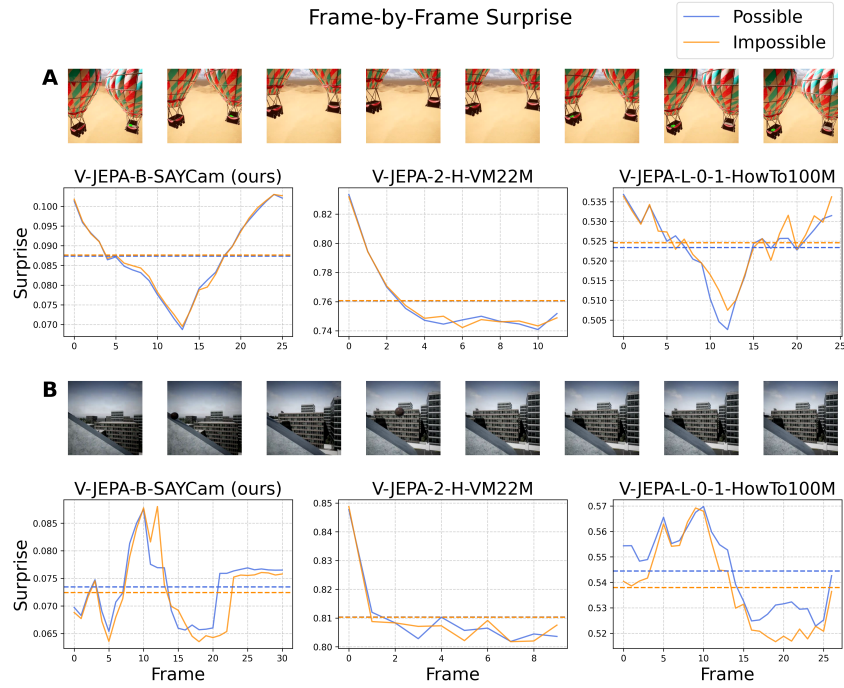 Frame-by-Frame Surprise
Possible
Impossible
A
V-JEPA-B-SAYCam (ours)
V-JEPA-2-H-VM22M
V-JEPA-L-0-1-HowTo100M
Surprise
0.100
0.095
0.090
0.085
0.080
0.075
0.070
0 5 10 15 20 25
0.82
0.80
0.78
0.76
0.74
0 2 4 6 8 10
0.535
0.530
0.525
0.520
0.515
0.510
0.505
0 5 10 15 20 25
B
V-JEPA-B-SAYCam (ours)
V-JEPA-2-H-VM22M
V-JEPA-L-0-1-HowTo100M
Surprise
0.085
0.080
0.075
0.070
0.065
0 5 10 15 20 25 30
Frame
0.85
0.84
0.83
0.82
0.81
0.80
0 2 4 6 8
Frame
0.57
0.56
0.55
0.54
0.53
0.52
0 5 10 15 20 25
Frame